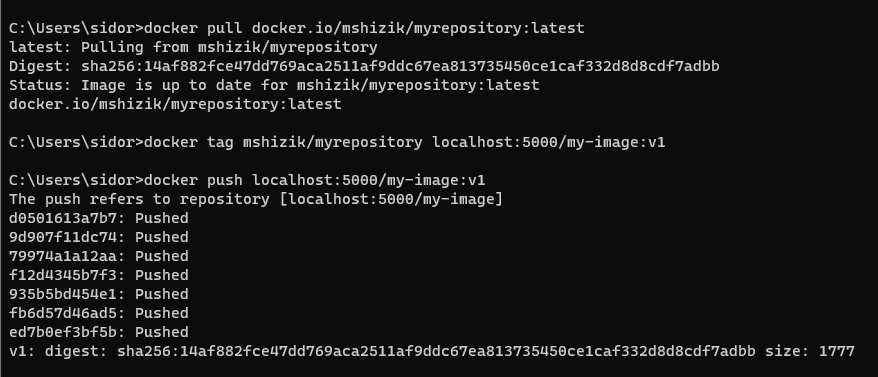 C:\Users\sidor>docker pull docker.io/mshizik/myrepository:latest
latest: Pulling from mshizik/myrepository
Digest: sha256:14af882fce47dd769aca2511af9ddc67ea813735450ce1caf332d8d8cdf7adbb
Status: Image is up to date for mshizik/myrepository:latest
docker.io/mshizik/myrepository:latest
C:\Users\sidor>docker tag mshizik/myrepository localhost:5000/my-image:v1
C:\Users\sidor>docker push localhost:5000/my-image:v1
The push refers to repository [localhost:5000/my-image]
d0501613a7b7: Pushed
9d907f11dc74: Pushed
79974a1a12aa: Pushed
f12d4345b7f3: Pushed
935b5bd454e1: Pushed
fb6d57d46ad5: Pushed
ed7b0ef3bf5b: Pushed
v1: digest: sha256:14af882fce47dd769aca2511af9ddc67ea813735450ce1caf332d8d8cdf7adbb size: 1777